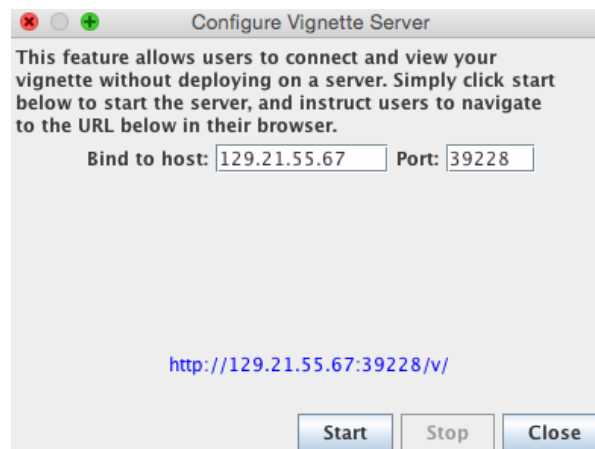 Configure Vignette Server
This feature allows users to connect and view your
vignette without deploying on a server. Simply click start
below to start the server, and instruct users to navigate
to the URL below in their browser.
Bind to host: 129.21.55.67 Port: 39228
http://129.21.55.67:39228/v/
Start Stop Close